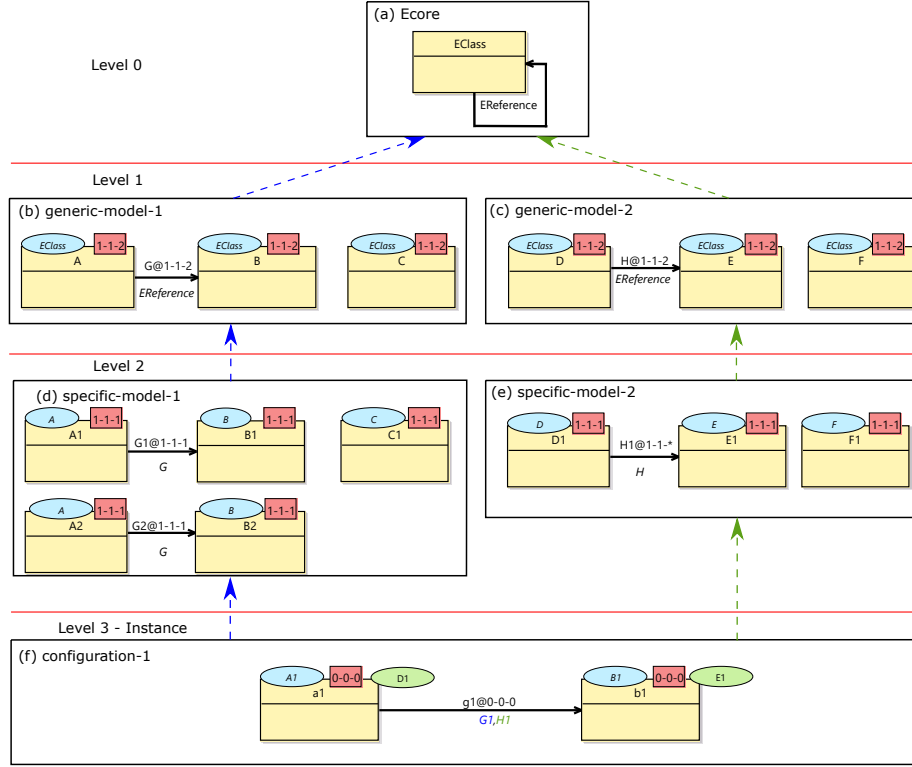 (a) Ecore
EClass
Level 0
EReference
Level 1
(b) generic-model-1
EClass 1-1-2
A
G@1-1-2
EReference
EClass 1-1-2
B
EClass 1-1-2
C
(c) generic-model-2
EClass 1-1-2
D
H@1-1-2
EReference
EClass 1-1-2
E
EClass 1-1-2
F
Level 2
(d) specific-model-1
A 1-1-1
A1
G1@1-1-1
G
B 1-1-1
B1
C 1-1-1
C1
A 1-1-1
A2
G2@1-1-1
G
B 1-1-1
B2
(e) specific-model-2
D 1-1-1
D1
H1@1-1-*
H
E 1-1-1
E1
F 1-1-1
F1
Level 3 - Instance
(f) configuration-1
A1 0-0-0 D1
a1
g1@0-0-0
G1,H1
B1 0-0-0 E1
b1